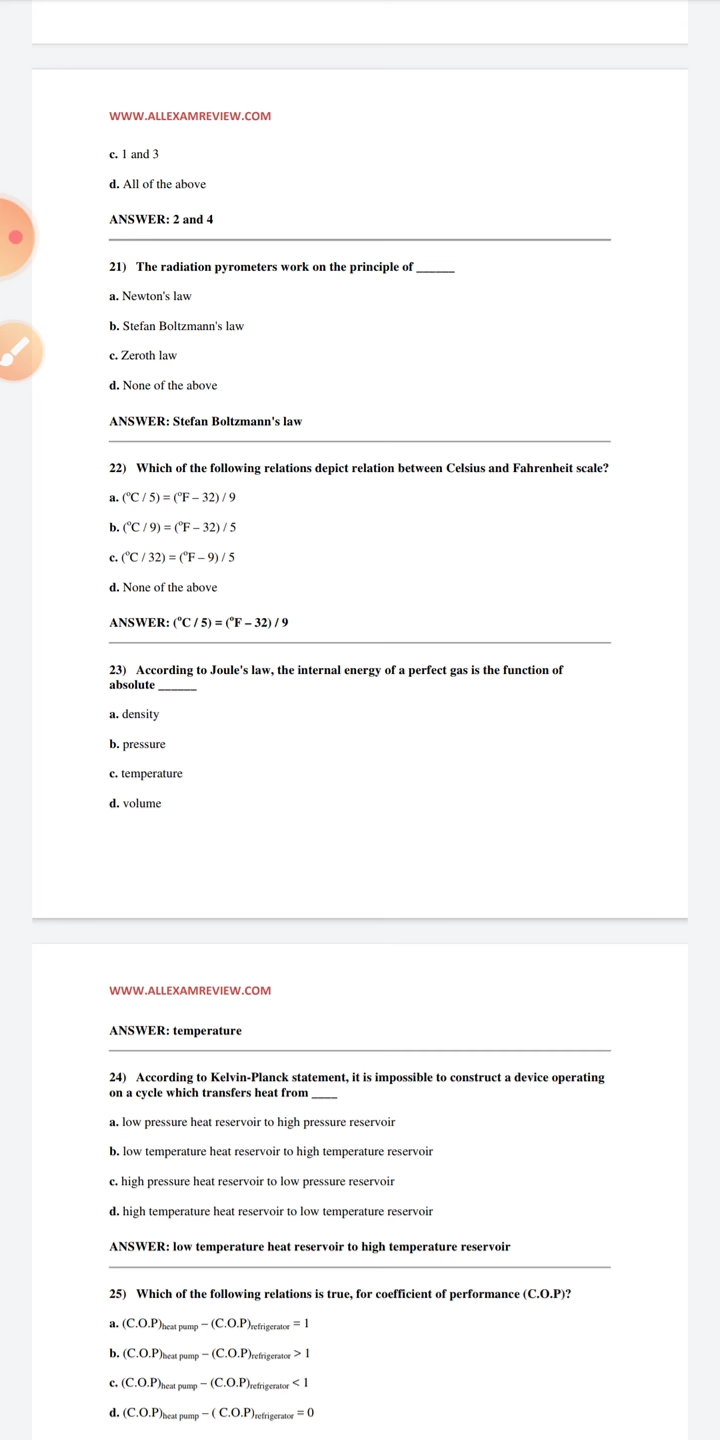 WWW.ALLEXAMREVIEW.COM
c. 1 and 3
d. All of the above
ANSWER: 2 and 4
21) The radiation pyrometers work on the principle of ______
a. Newton's law
b. Stefan Boltzmann's law
c. Zeroth law
d. None of the above
ANSWER: Stefan Boltzmann's law
22) Which of the following relations depict relation between Celsius and Fahrenheit scale?
a. (°C / 5) = (°F – 32) / 9
b. (°C / 9) = (°F – 32) / 5
c. (°C / 32) = (°F – 9) / 5
d. None of the above
ANSWER: (°C / 5) = (°F – 32) / 9
23) According to Joule's law, the internal energy of a perfect gas is the function of
absolute ______
a. density
b. pressure
c. temperature
d. volume
WWW.ALLEXAMREVIEW.COM
ANSWER: temperature
24) According to Kelvin-Planck statement, it is impossible to construct a device operating
on a cycle which transfers heat from ____
a. low pressure heat reservoir to high pressure reservoir
b. low temperature heat reservoir to high temperature reservoir
c. high pressure heat reservoir to low pressure reservoir
d. high temperature heat reservoir to low temperature reservoir
ANSWER: low temperature heat reservoir to high temperature reservoir
25) Which of the following relations is true, for coefficient of performance (C.O.P)?
a. (C.O.P)heat pump – (C.O.P)refrigerator = 1
b. (C.O.P)heat pump – (C.O.P)refrigerator > 1
c. (C.O.P)heat pump – (C.O.P)refrigerator < 1
d. (C.O.P)heat pump – ( C.O.P)refrigerator = 0